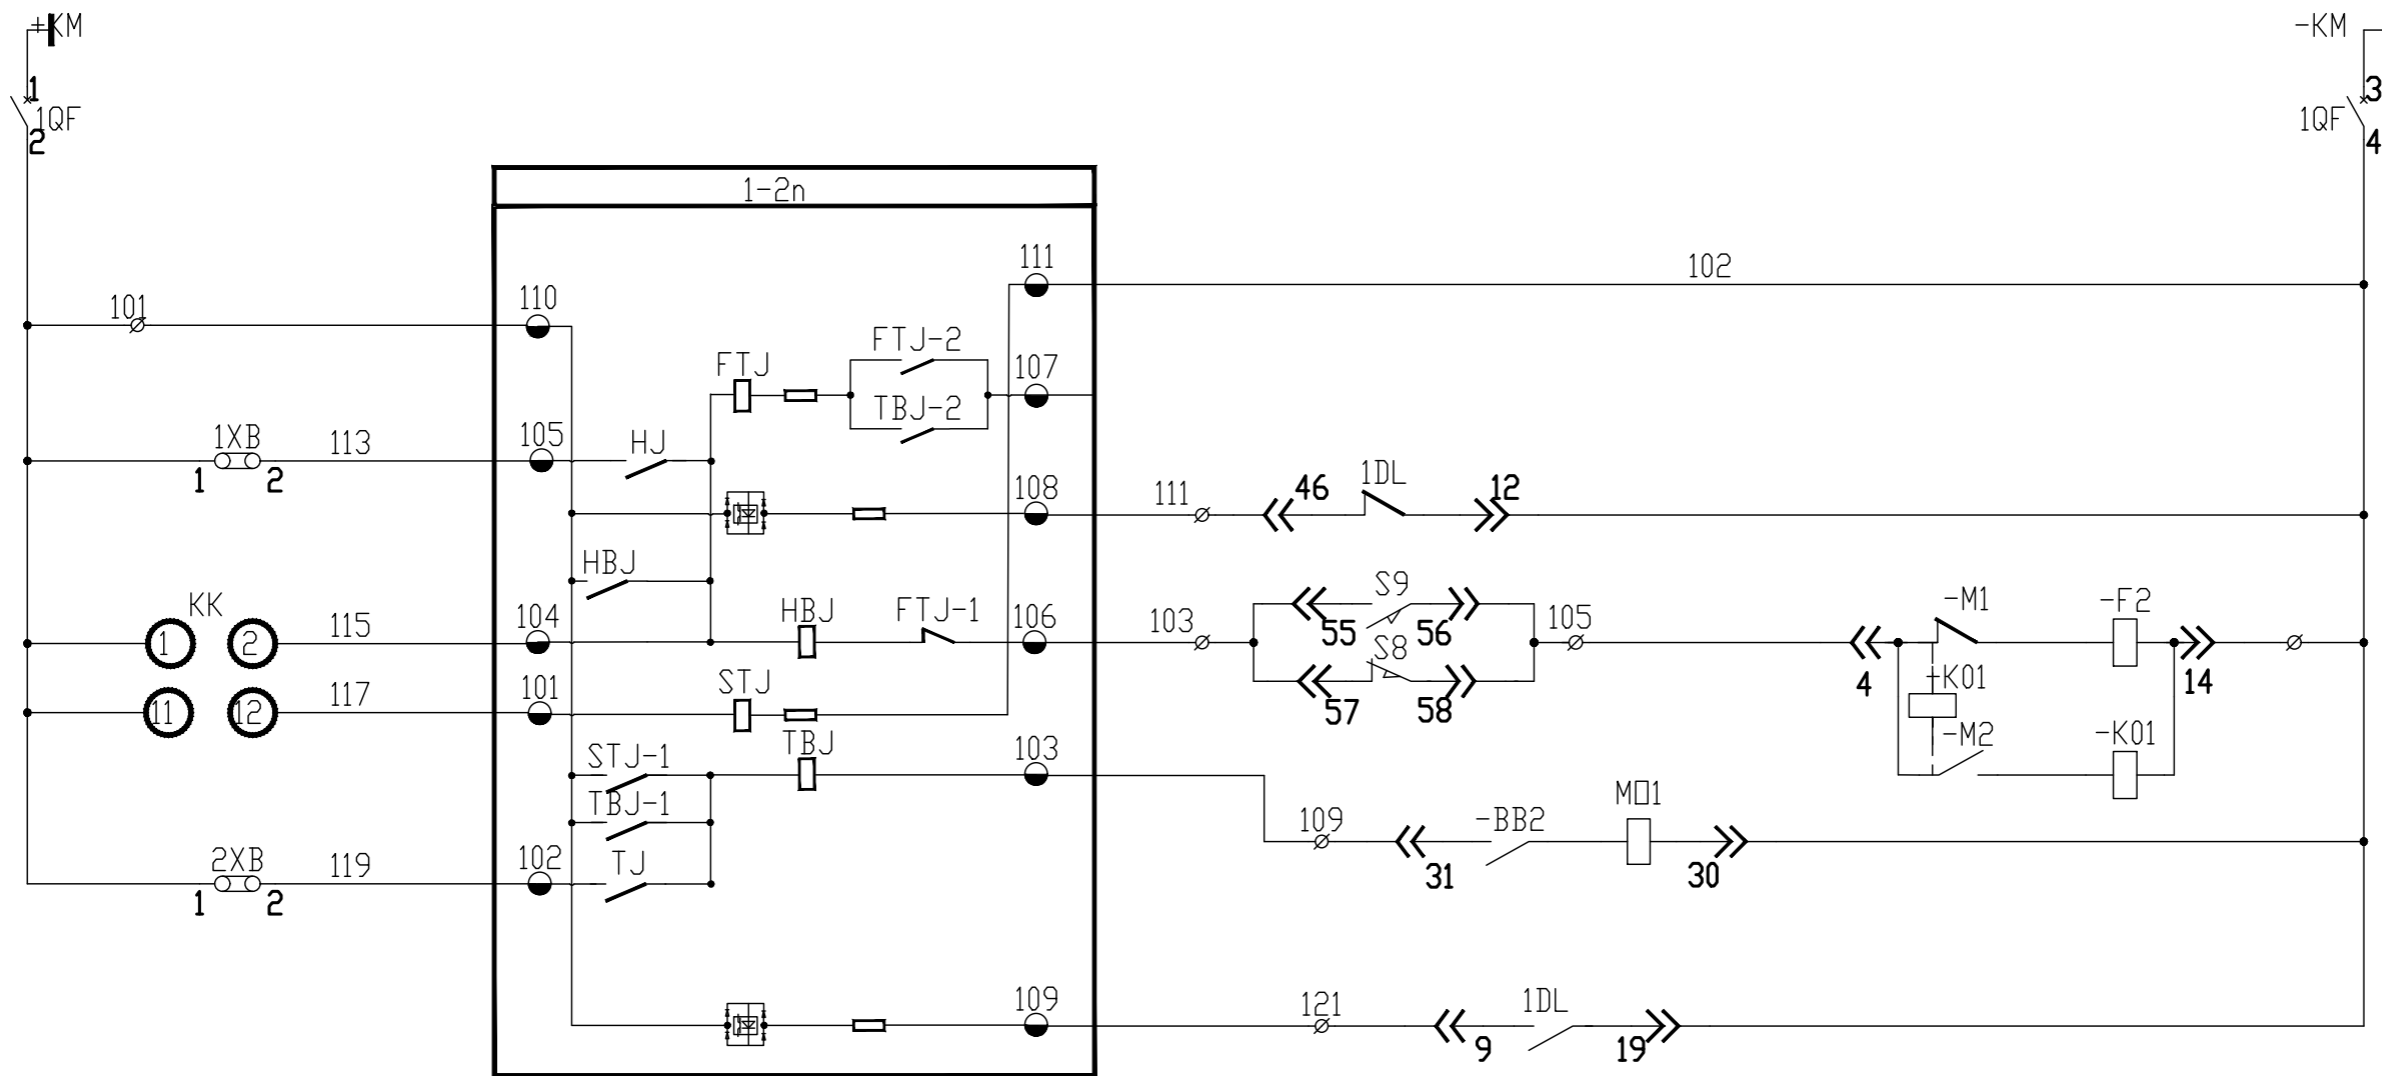 +KM
-KM
1
1QF
2
3
1QF
4
1-2n
111
102
101
110
FTJ-2
FTJ
107
TBJ-2
1XB
113
105
HJ
1
2
108
111
46
1DL
12
HBJ
KK
S9
-M1
-F2
1
2
115
104
HBJ
FTJ-1
106
103
55
56
105
S8
4
+K01
14
11
12
117
101
STJ
57
58
-M2
-K01
STJ-1
TBJ
103
TBJ-1
109
-BB2
MO1
2XB
119
102
TJ
31
30
1
2
109
121
1DL
9
19